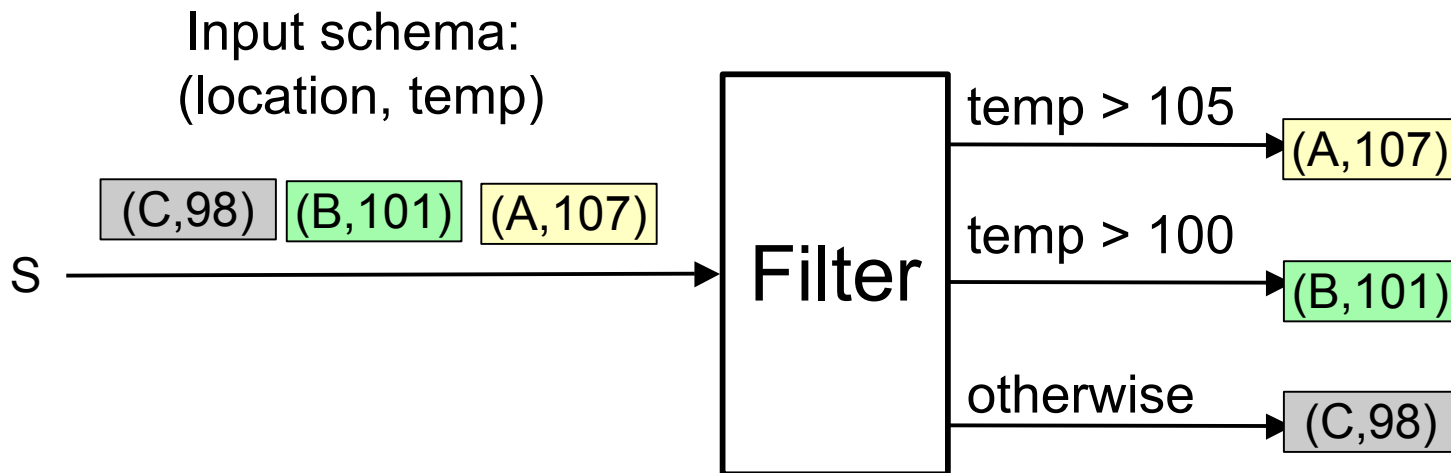 Input schema:
(location, temp)
(C,98) (B,101) (A,107)
S
Filter
temp > 105
(A,107)
temp > 100
(B,101)
otherwise
(C,98)